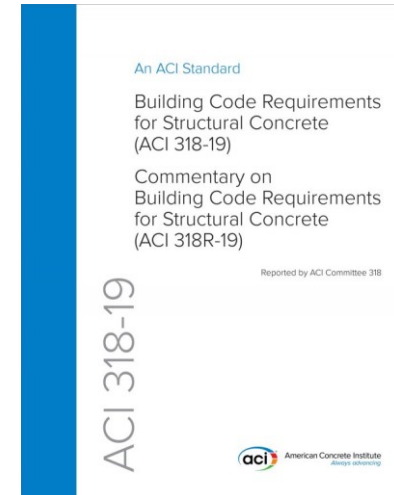 An ACI Standard
Building Code Requirements
for Structural Concrete
(ACI 318-19)
Commentary on
Building Code Requirements
for Structural Concrete
(ACI 318R-19)
Reported by ACI Committee 318
ACI 318-19
aci
American Concrete Institute
Always advancing